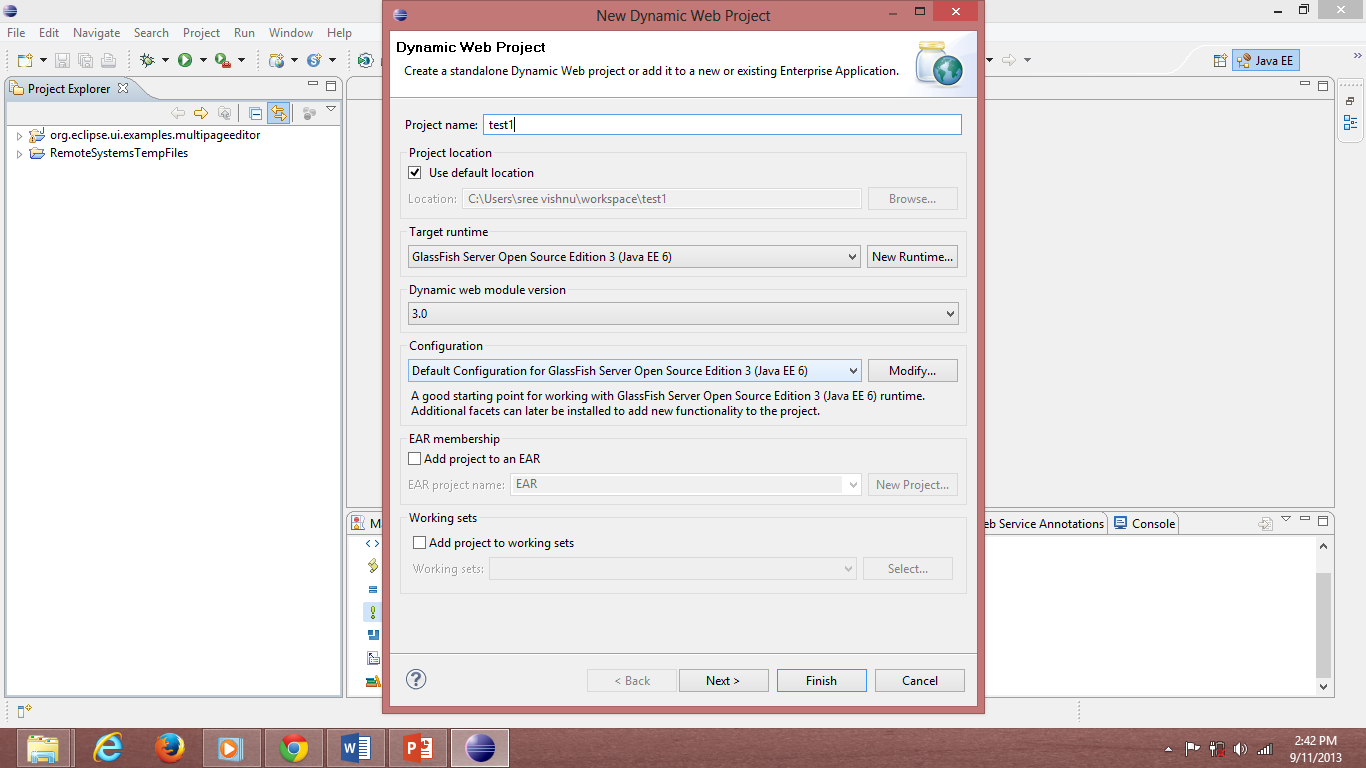 New Dynamic Web Project
File Edit Navigate Search Project Run Window Help
Java EE
Project Explorer
org.eclipse.ui.examples.multipageeditor
RemoteSystemsTempFiles
Dynamic Web Project
Create a standalone Dynamic Web project or add it to a new or existing Enterprise Application.
Project name: test1
Project location
Use default location
Location: C:\Users\sree vishnu\workspace\test1 Browse...
Target runtime
GlassFish Server Open Source Edition 3 (Java EE 6) New Runtime...
Dynamic web module version
3.0
Configuration
Default Configuration for GlassFish Server Open Source Edition 3 (Java EE 6) Modify...
A good starting point for working with GlassFish Server Open Source Edition 3 (Java EE 6) runtime.
Additional facets can later be installed to add new functionality to the project.
EAR membership
Add project to an EAR
EAR project name: EAR New Project...
Working sets
Add project to working sets
Working sets: Select...
< Back Next > Finish Cancel
Service Annotations Console
2:42 PM
9/11/2013